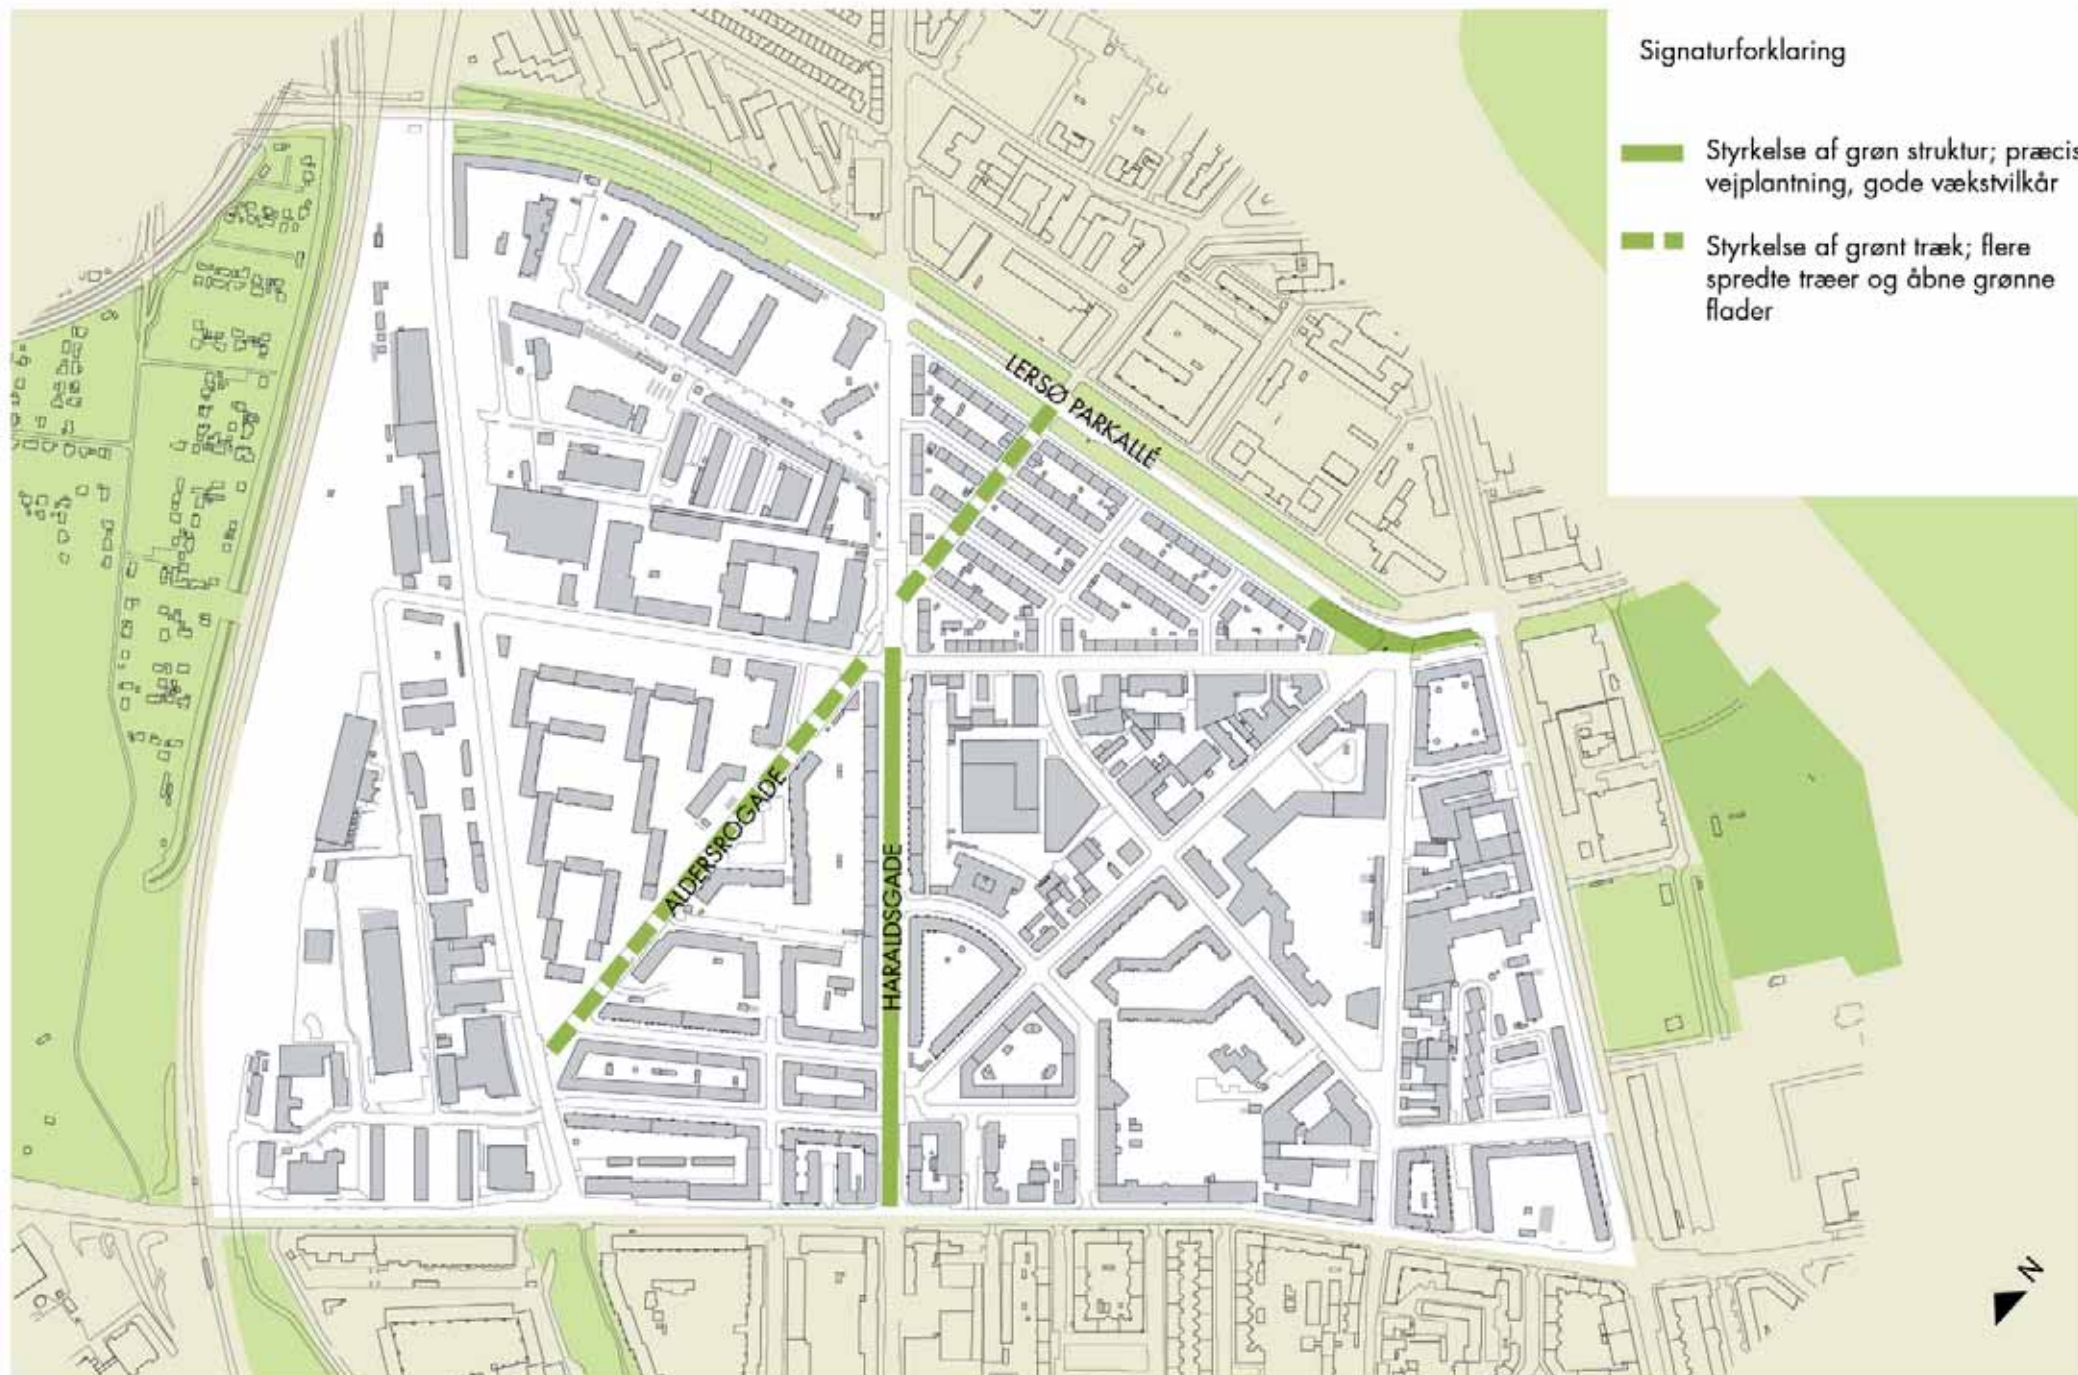 Signaturforklaring
Styrkelse af grøn struktur; præcis
vejplantning, gode vækstvilkår
Styrkelse af grønt træk; flere
spredte træer og åbne grønne
flader
LERSØ PARKALLÉ
ALDERSROGADE
HARALDSGADE
N